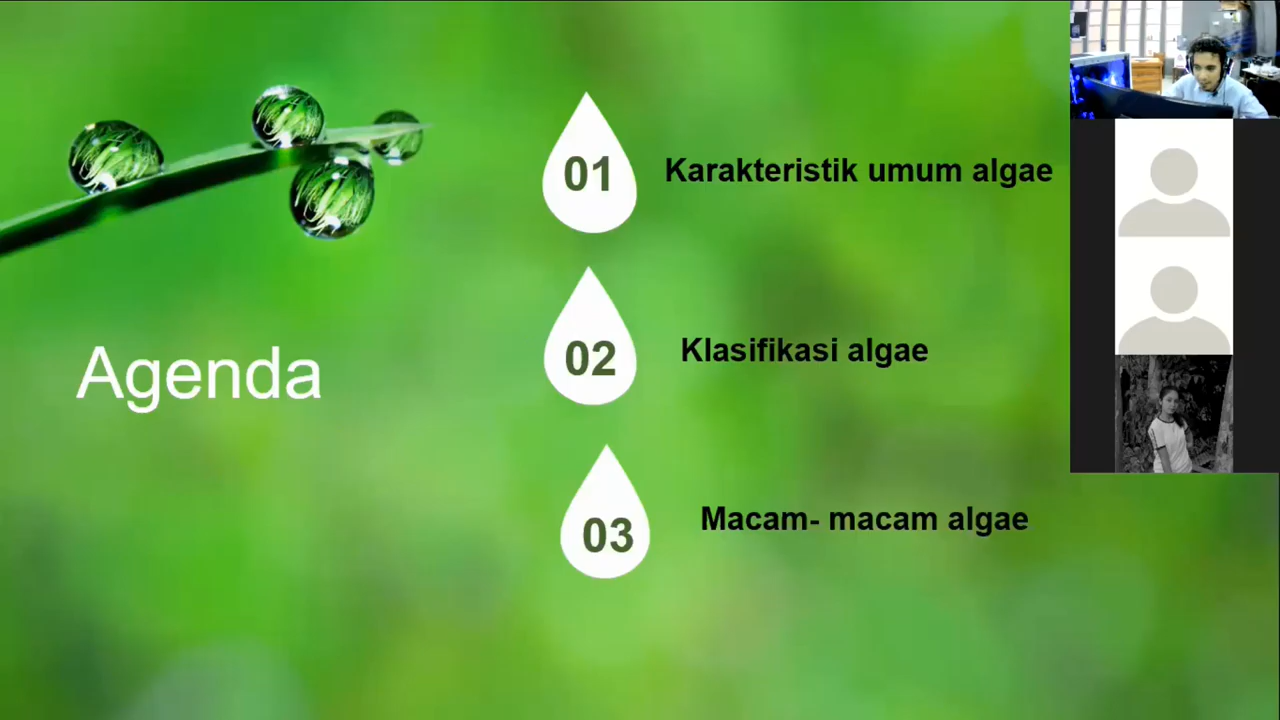 Agenda
01
Karakteristik umum algae
02
Klasifikasi algae
03
Macam- macam algae